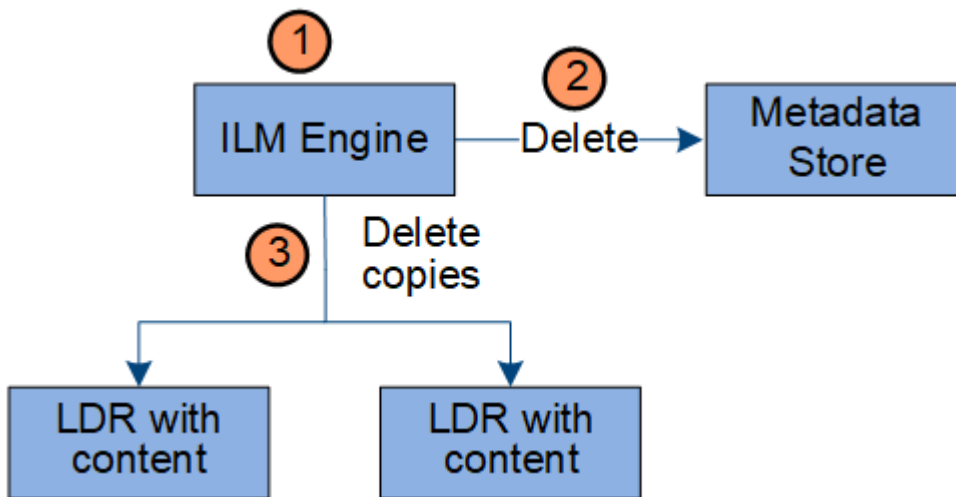 1
2
ILM Engine
Delete
Metadata
Store
3
Delete
copies
LDR with
content
LDR with
content